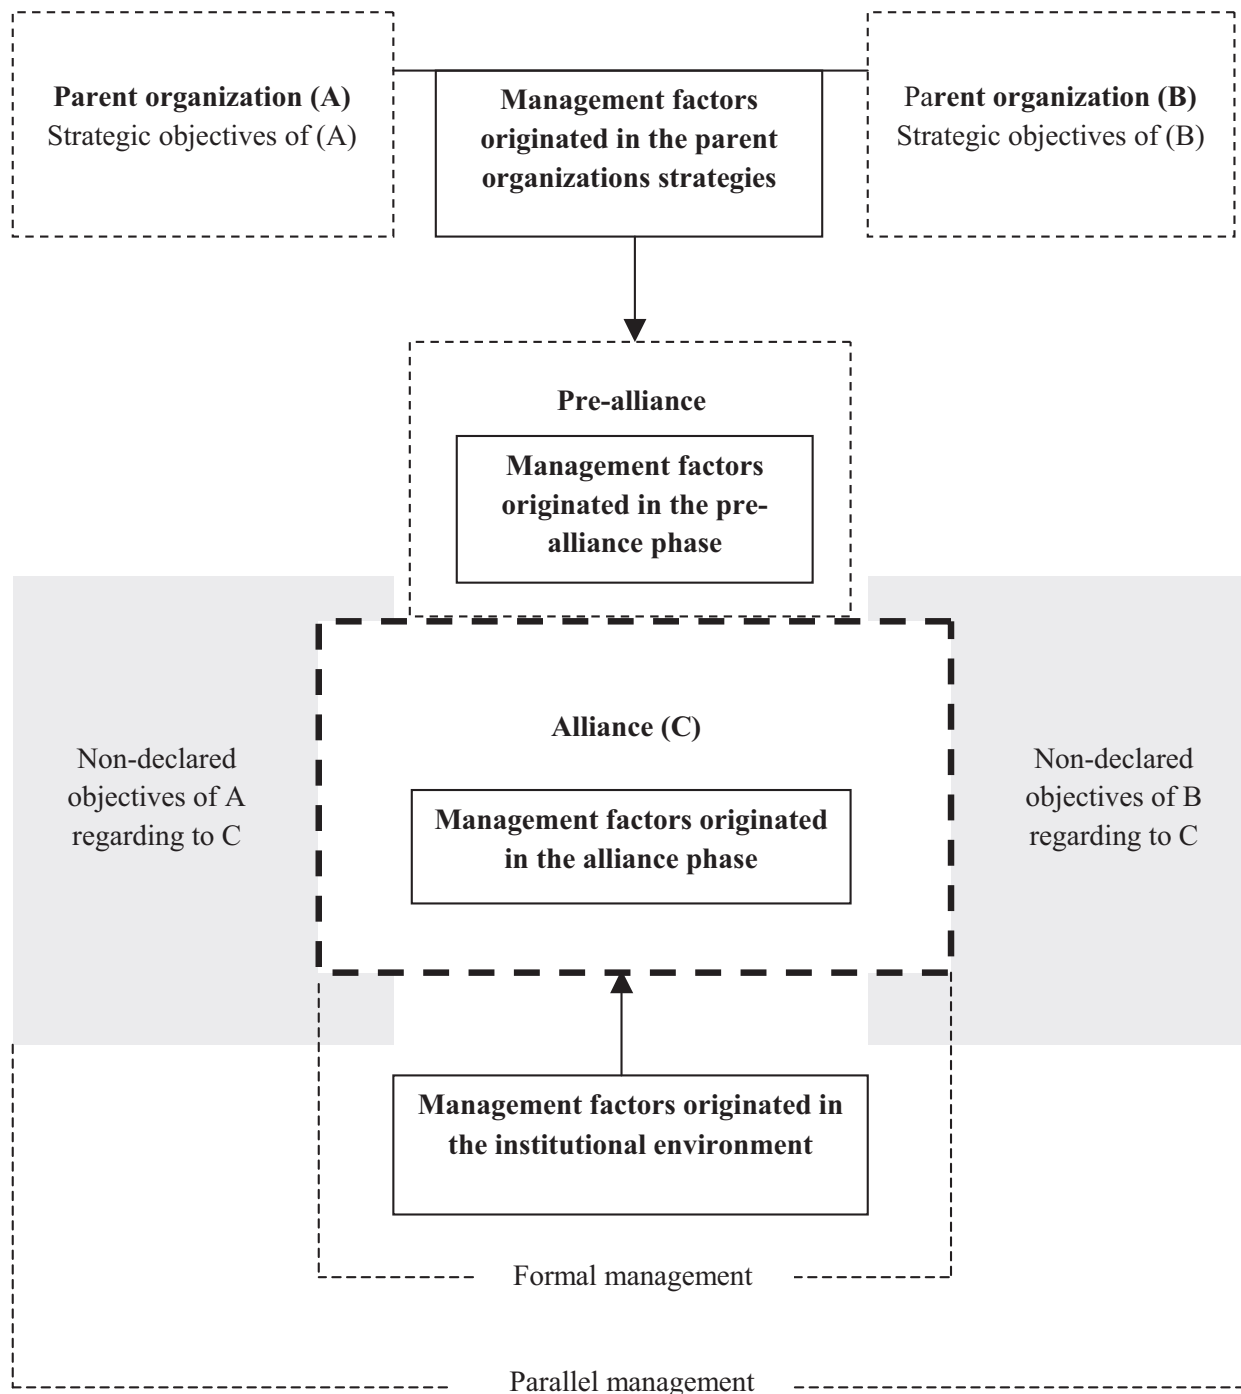 Parent organization (A)
Strategic objectives of (A)
Management factors
originated in the parent
organizations strategies
Parent organization (B)
Strategic objectives of (B)
Pre-alliance
Management factors
originated in the pre-
alliance phase
Non-declared
objectives of A
regarding to C
Alliance (C)
Management factors originated
in the alliance phase
Non-declared
objectives of B
regarding to C
Management factors originated in
the institutional environment
Formal management
Parallel management